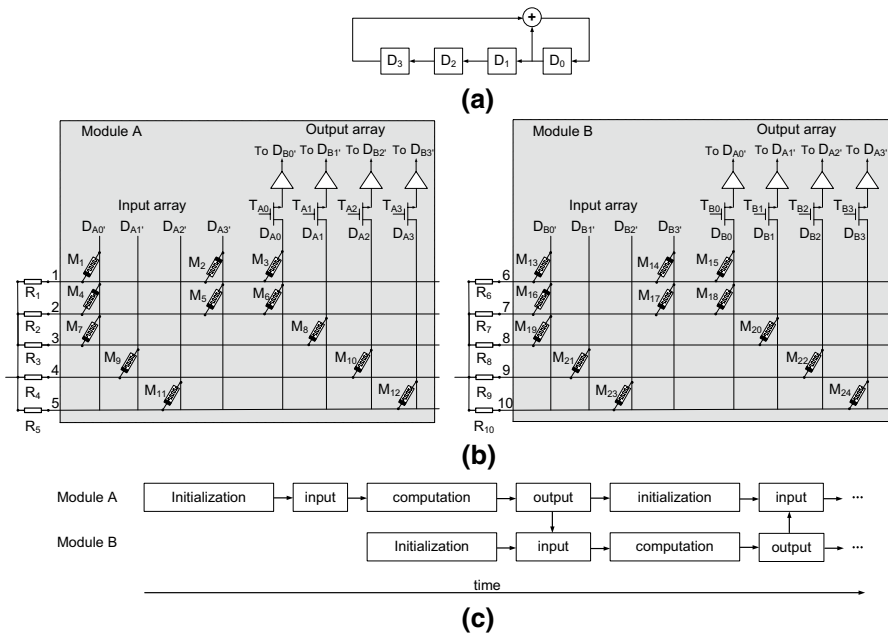 +
D3 D2 D1 D0
(a)
Module A Output array
To DB0' To DB1' To DB2' To DB3'
TA0 TA1 TA2 TA3
Input array
DA0' DA1' DA2' DA3' DA0 DA1 DA2 DA3
M1 M2 M3
1
R1 M4 M5 M6
2
R2 M7 M8
3
R3 M9 M10
4
R4 M11 M12
5
R5
Module B Output array
To DA0' To DA1' To DA2' To DA3'
TB0 TB1 TB2 TB3
Input array
DB0' DB1' DB2' DB3' DB0 DB1 DB2 DB3
M13 M14 M15
6
R6 M16 M17 M18
7
R7 M19 M20
8
R8 M21 M22
9
R9 M23 M24
10
R10
(b)
Module A Initialization input computation output initialization input ...
Module B Initialization input computation output ...
time
(c)